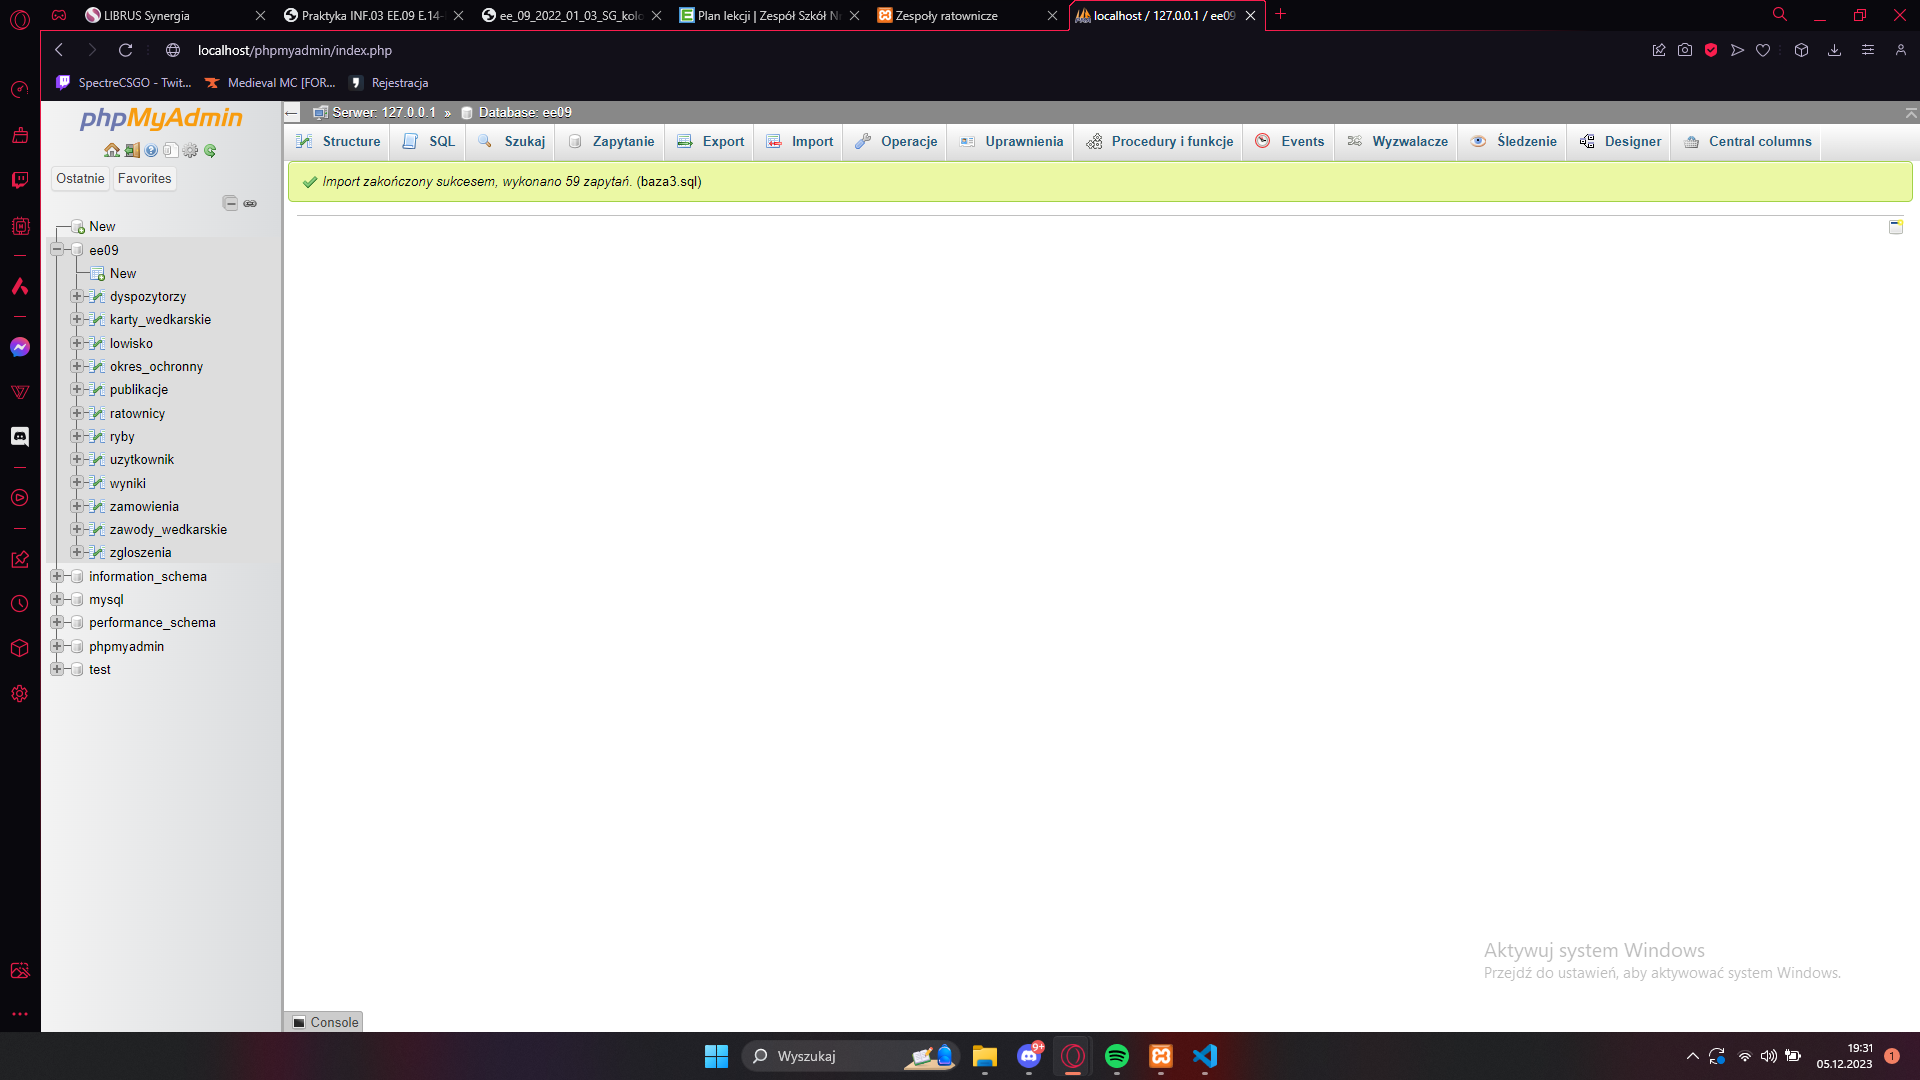 LIBRUS Synergia
Praktyka INF.03 EE.09 E.14-
ee_09_2022_01_03_SG_kolo
Plan lekcji | Zespół Szkół N
Zespoły ratownicze
localhost / 127.0.0.1 / ee09
localhost/phpmyadmin/index.php
SpectreCSGO - Twit...
Medieval MC [FOR...
Rejestracja
phpMyAdmin
Serwer: 127.0.0.1 » Database: ee09
Structure
SQL
Szukaj
Zapytanie
Export
Import
Operacje
Uprawnienia
Procedury i funkcje
Events
Wyzwalacze
Śledzenie
Designer
Central columns
Ostatnie
Favorites
Import zakończony sukcesem, wykonano 59 zapytań. (baza3.sql)
New
ee09
New
dyspozytorzy
karty_wedkarskie
lowisko
okres_ochronny
publikacje
ratownicy
ryby
uzytkownik
wyniki
zamowienia
zawody_wedkarskie
zgloszenia
information_schema
mysql
performance_schema
phpmyadmin
test
Aktywuj system Windows
Przejdź do ustawień, aby aktywować system Windows.
Console
Wyszukaj
9+
19:31
05.12.2023
1